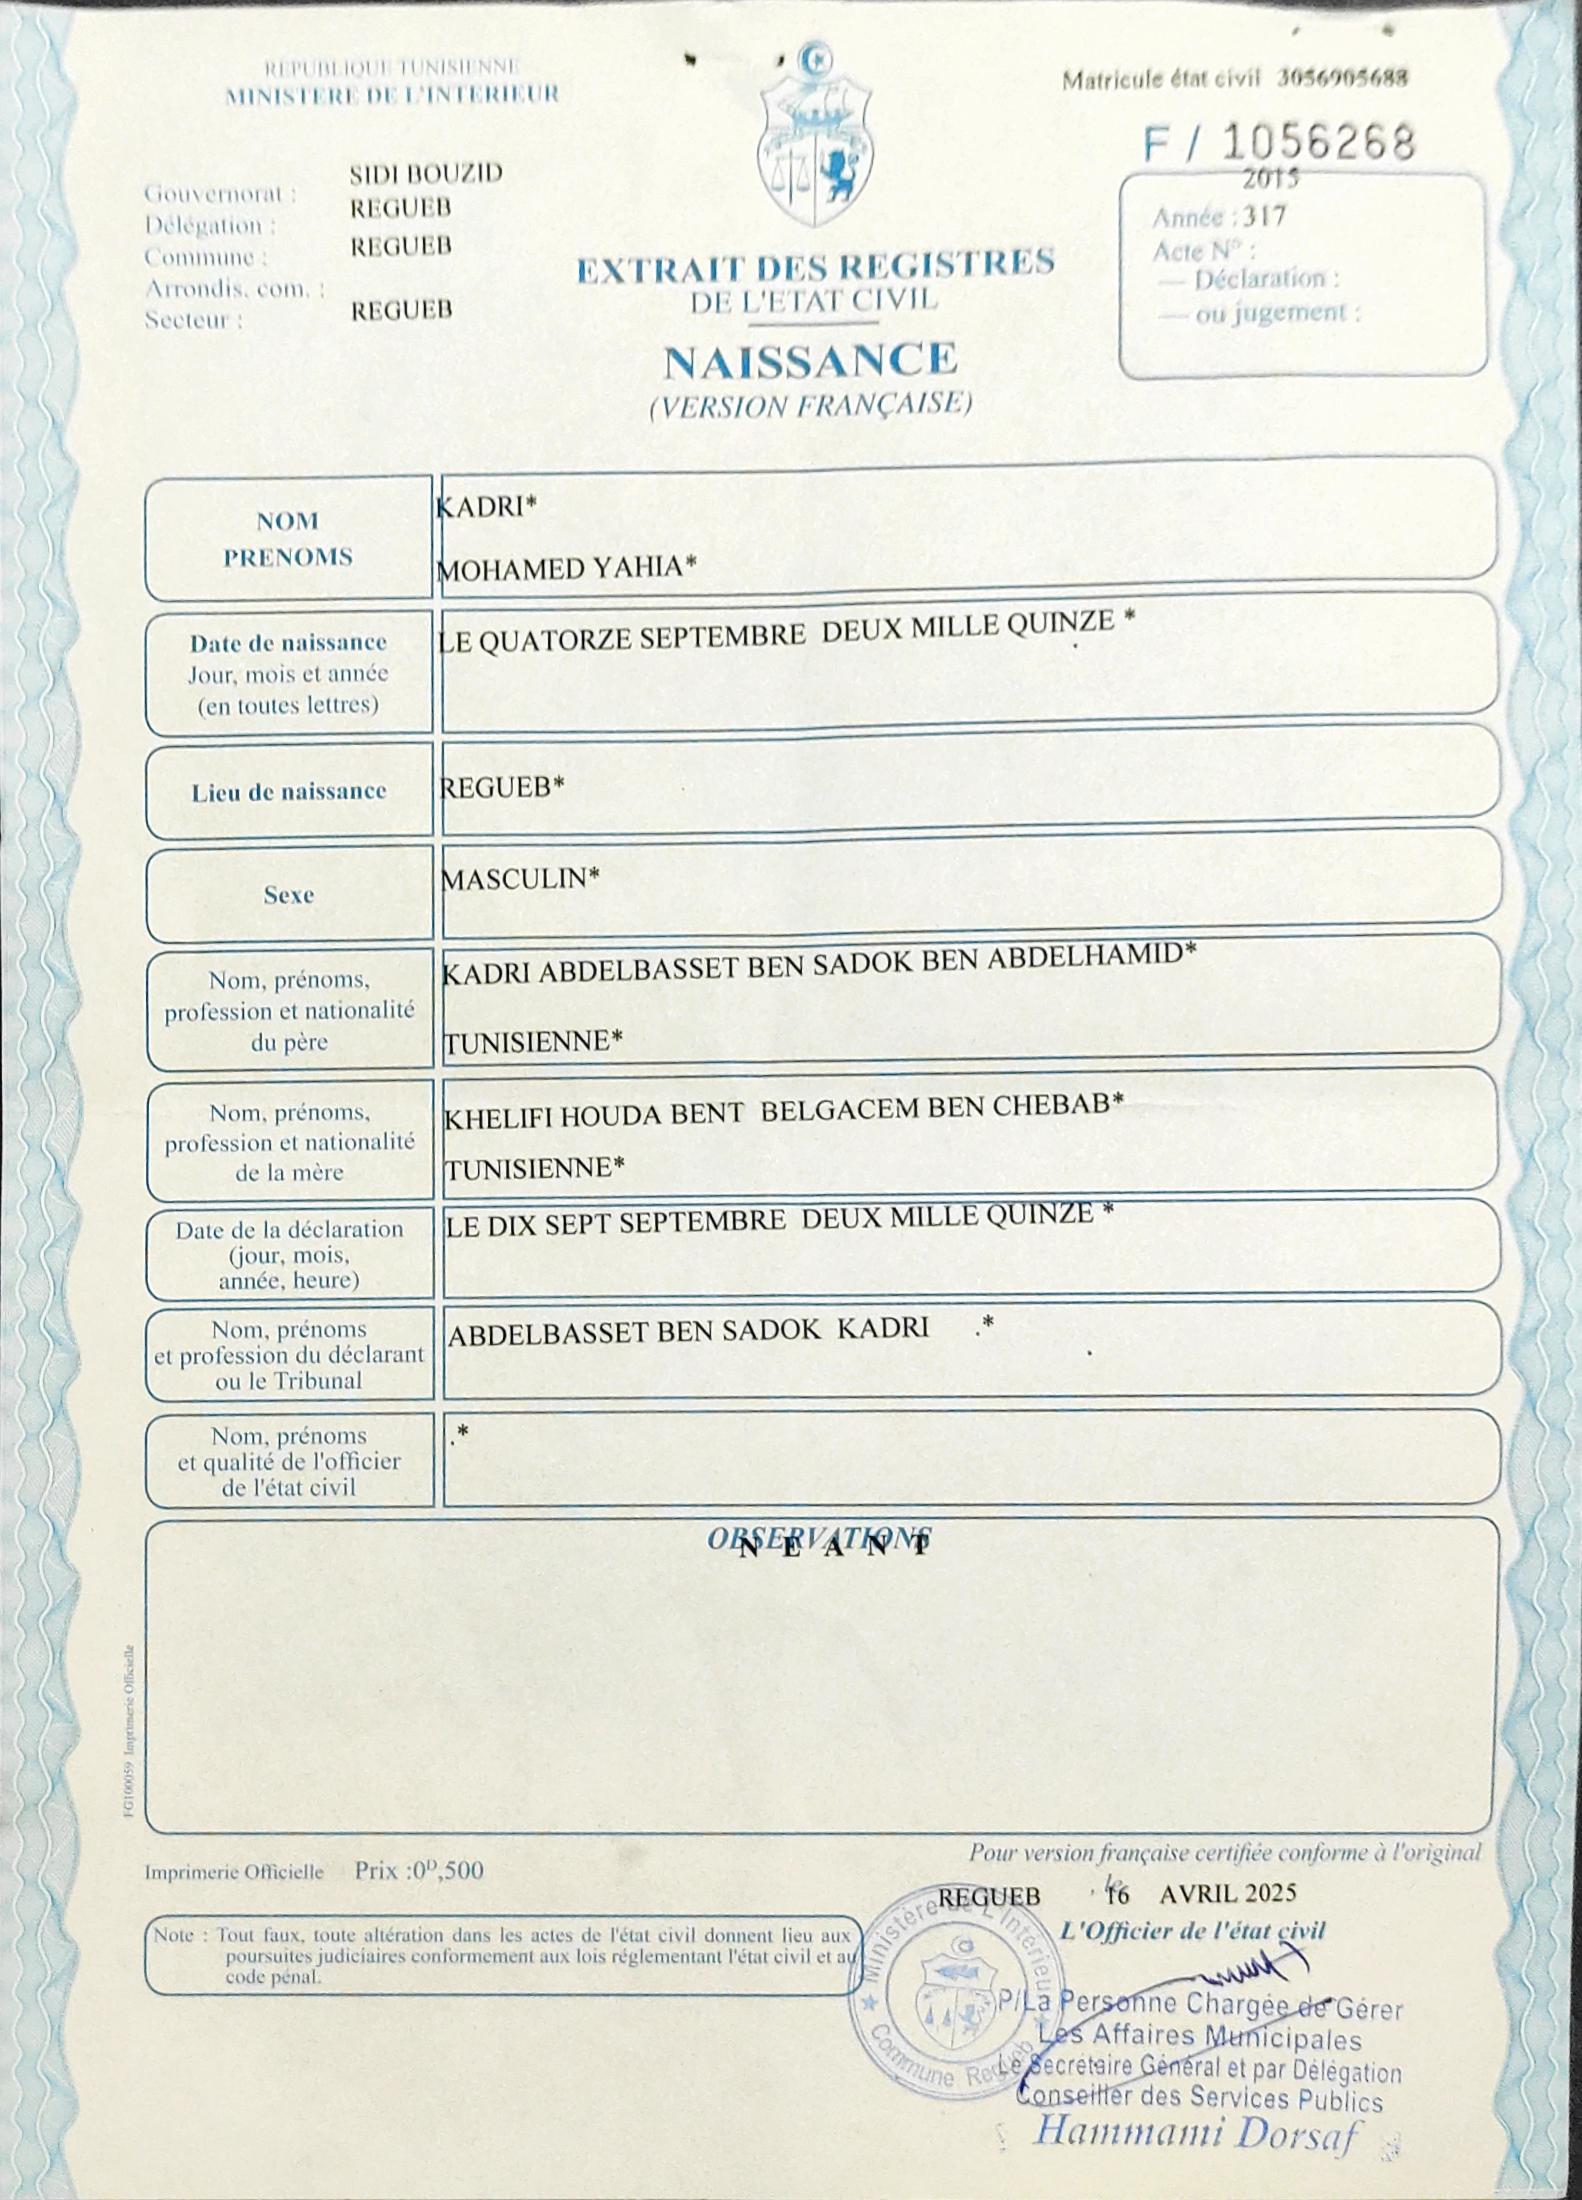 REPUBLIQUE TUNISIENNE
MINISTERE DE L'INTERIEUR
Gouvernorat : SIDI BOUZID
Délégation : REGUEB
Commune : REGUEB
Arrondis. com. :
Secteur : REGUEB
Matricule état civil 3056905688
F / 1056268
2015
Année : 317
Acte N° :
— Déclaration :
— ou jugement :
EXTRAIT DES REGISTRES
DE L'ETAT CIVIL
NAISSANCE
(VERSION FRANÇAISE)
NOM
PRENOMS
KADRI*
MOHAMED YAHIA*
Date de naissance
Jour, mois et année
(en toutes lettres)
LE QUATORZE SEPTEMBRE DEUX MILLE QUINZE *
Lieu de naissance
REGUEB*
Sexe
MASCULIN*
Nom, prénoms,
profession et nationalité
du père
KADRI ABDELBASSET BEN SADOK BEN ABDELHAMID*
TUNISIENNE*
Nom, prénoms,
profession et nationalité
de la mère
KHELIFI HOUDA BENT BELGACEM BEN CHEBAB*
TUNISIENNE*
Date de la déclaration
(jour, mois,
année, heure)
LE DIX SEPT SEPTEMBRE DEUX MILLE QUINZE *
Nom, prénoms
et profession du déclarant
ou le Tribunal
ABDELBASSET BEN SADOK KADRI .*
Nom, prénoms
et qualité de l'officier
de l'état civil
.*
OBSERVATIONS
N E A N T
FG100059 Imprimerie Officielle
Imprimerie Officielle Prix :0ᴰ,500
Pour version française certifiée conforme à l'original
REGUEB , le 16 AVRIL 2025
L'Officier de l'état civil
Note : Tout faux, toute altération dans les actes de l'état civil donnent lieu aux
poursuites judiciaires conformement aux lois réglementant l'état civil et au
code pénal.
Ministère de L'Intérieur
Commune Regueb
P/La Personne Chargée de Gérer
Les Affaires Municipales
Le Secrétaire Général et par Délégation
Conseiller des Services Publics
Hammami Dorsaf